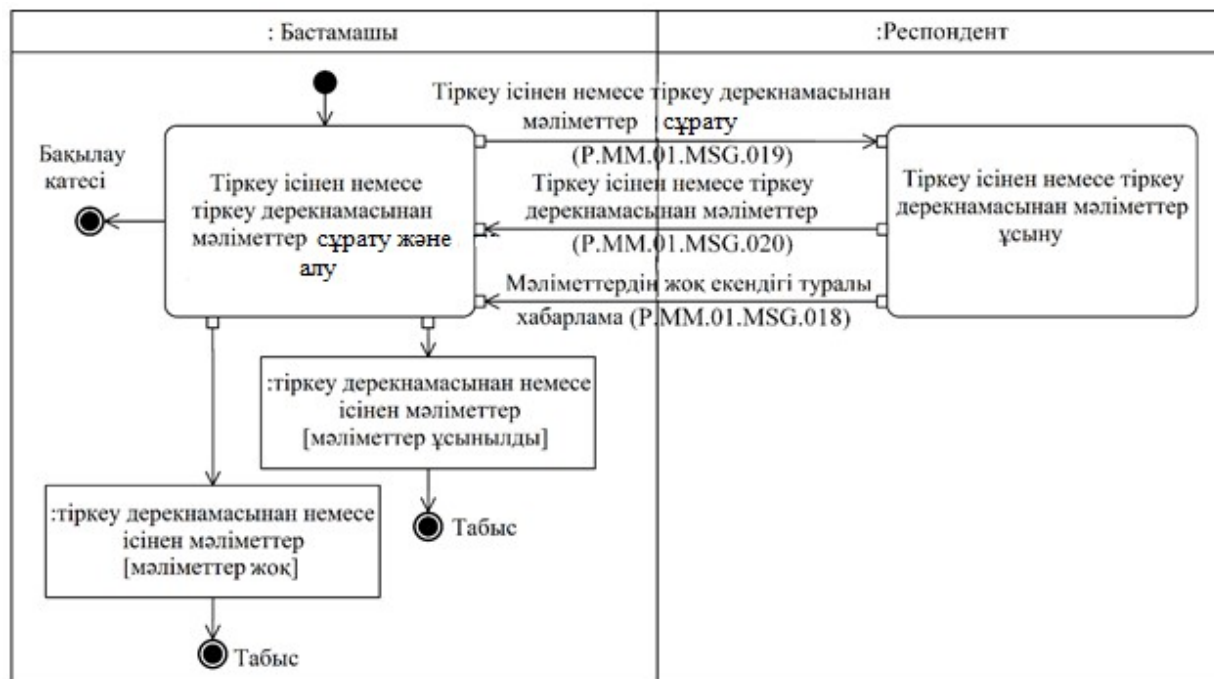 : Бастамашы
:Респондент
Тіркеу ісінен немесе тіркеу дерекнамасынан
мәліметтер сұрату
(P.MM.01.MSG.019)
Бақылау
қатесі
Тіркеу ісінен немесе
тіркеу дерекнамасынан
мәліметтер сұрату және
алу
Тіркеу ісінен немесе тіркеу
дерекнамасынан мәліметтер
(P.MM.01.MSG.020)
Тіркеу ісінен немесе тіркеу
дерекнамасынан мәліметтер
ұсыну
Мәліметтердің жоқ екендігі туралы
хабарлама (P.MM.01.MSG.018)
:тіркеу дерекнамасынан немесе
ісінен мәліметтер
[мәліметтер ұсынылды]
Табыс
:тіркеу дерекнамасынан немесе
ісінен мәліметтер
[мәліметтер жоқ]
Табыс